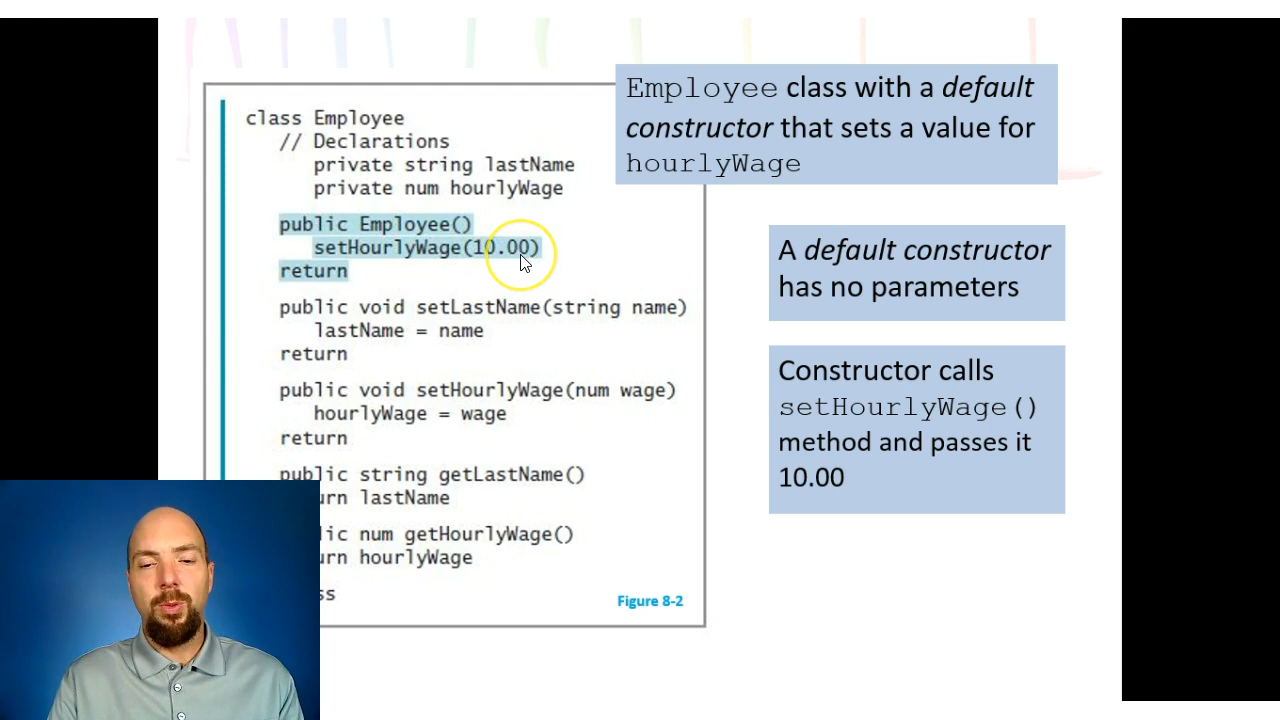 class Employee
// Declarations
private string lastName
private num hourlyWage
public Employee()
setHourlyWage(10.00)
return
public void setLastName(string name)
lastName = name
return
public void setHourlyWage(num wage)
hourlyWage = wage
return
public string getLastName()
urn lastName
lic num getHourlyWage()
urn hourlyWage
ss
Figure 8-2
Employee class with a default
constructor that sets a value for
hourlyWage
A default constructor
has no parameters
Constructor calls
setHourlyWage()
method and passes it
10.00